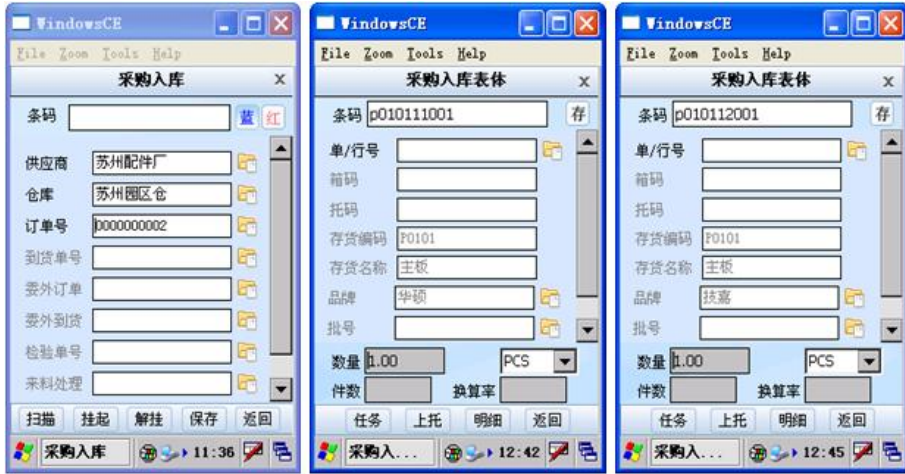 WindowsCE
File Zoom Tools Help
采购入库 X
条码 蓝 红
供应商 苏州配件厂
仓库 苏州园区仓
订单号 0000000002
到货单号
委外订单
委外到货
检验单号
来料处理
扫描 挂起 解挂 保存 返回
采购入库 11:36
WindowsCE
File Zoom Tools Help
采购入库表体 X
条码 p010111001 存
单/行号
箱码
托码
存货编码 P0101
存货名称 主板
品牌 华硕
批号
数量 1.00 PCS
件数 换算率
任务 上托 明细 返回
采购入... 12:42
WindowsCE
File Zoom Tools Help
采购入库表体 X
条码 p010112001 存
单/行号
箱码
托码
存货编码 P0101
存货名称 主板
品牌 技嘉
批号
数量 1.00 PCS
件数 换算率
任务 上托 明细 返回
采购入... 12:45